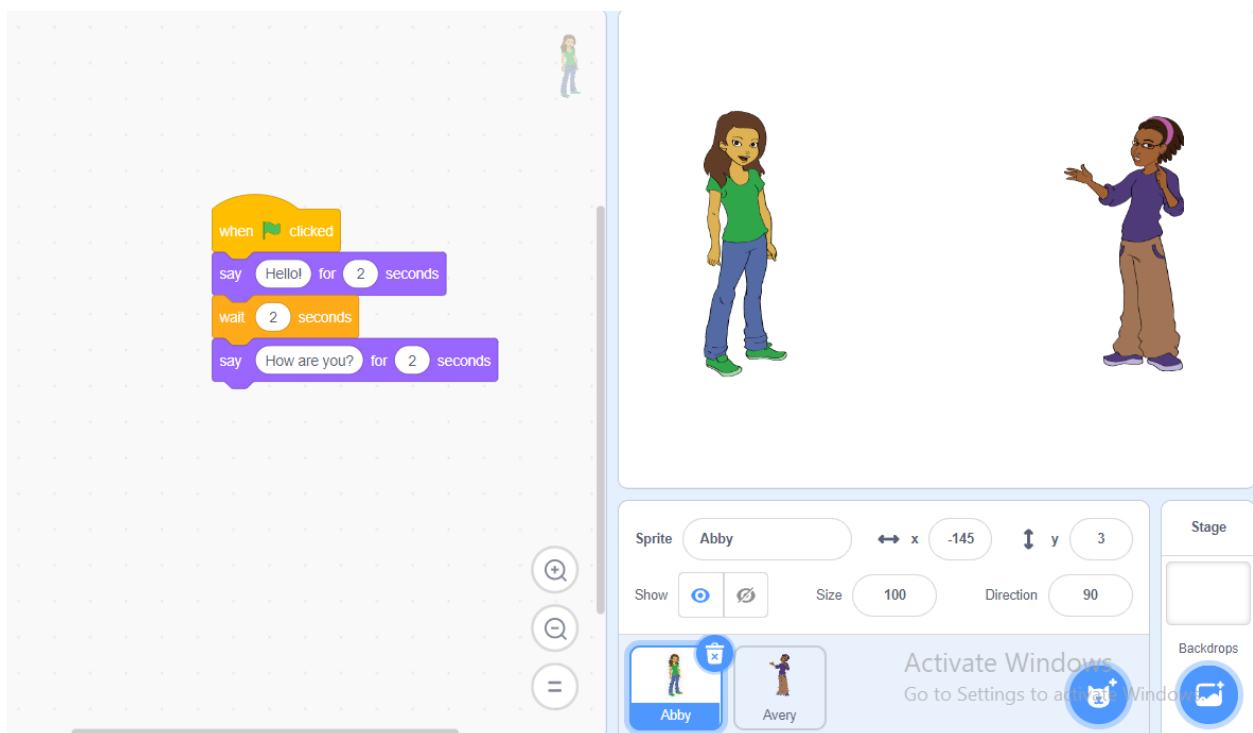 when clicked
say Hello! for 2 seconds
wait 2 seconds
say How are you? for 2 seconds
Sprite Abby x -145 y 3
Show Size 100 Direction 90
Abby
Avery
Stage
Backdrops
Activate Windows
Go to Settings to activate Windows.